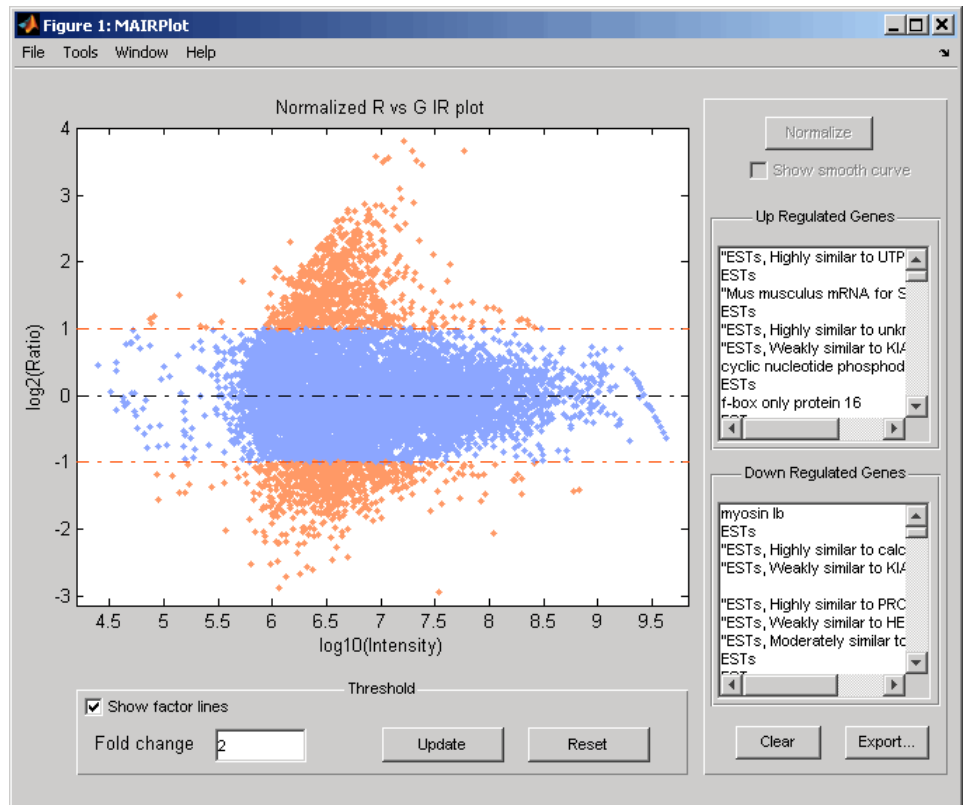 Figure 1: MAIRPlot
File Tools Window Help
Normalized R vs G IR plot
4
3
2
1
0
-1
-2
-3
log2(Ratio)
4.5 5 5.5 6 6.5 7 7.5 8 8.5 9 9.5
log10(Intensity)
Threshold
Show factor lines
Fold change 2 Update Reset
Normalize
Show smooth curve
Up Regulated Genes
"ESTs, Highly similar to UTP
ESTs
"Mus musculus mRNA for S
ESTs
"ESTs, Highly similar to unkr
"ESTs, Weakly similar to KIA
cyclic nucleotide phosphod
ESTs
f-box only protein 16
Down Regulated Genes
myosin Ib
ESTs
"ESTs, Highly similar to calc
"ESTs, Weakly similar to KIA
"ESTs, Highly similar to PRO
"ESTs, Weakly similar to HE
"ESTs, Moderately similar to
ESTs
Clear Export...